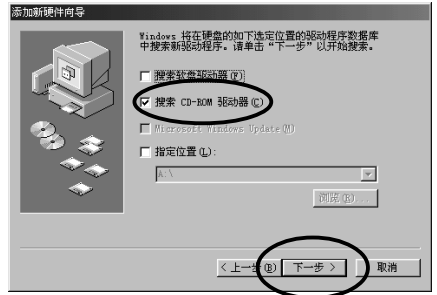 添加新硬件向导
Windows 将在硬盘的如下选定位置的驱动程序数据库
中搜索新驱动程序。请单击“下一步”以开始搜索。
搜索软盘驱动器(F)
搜索 CD-ROM 驱动器(C)
Microsoft Windows Update(M)
指定位置(L):
A:\
浏览(R)...
< 上一步(B)
下一步 >
取消